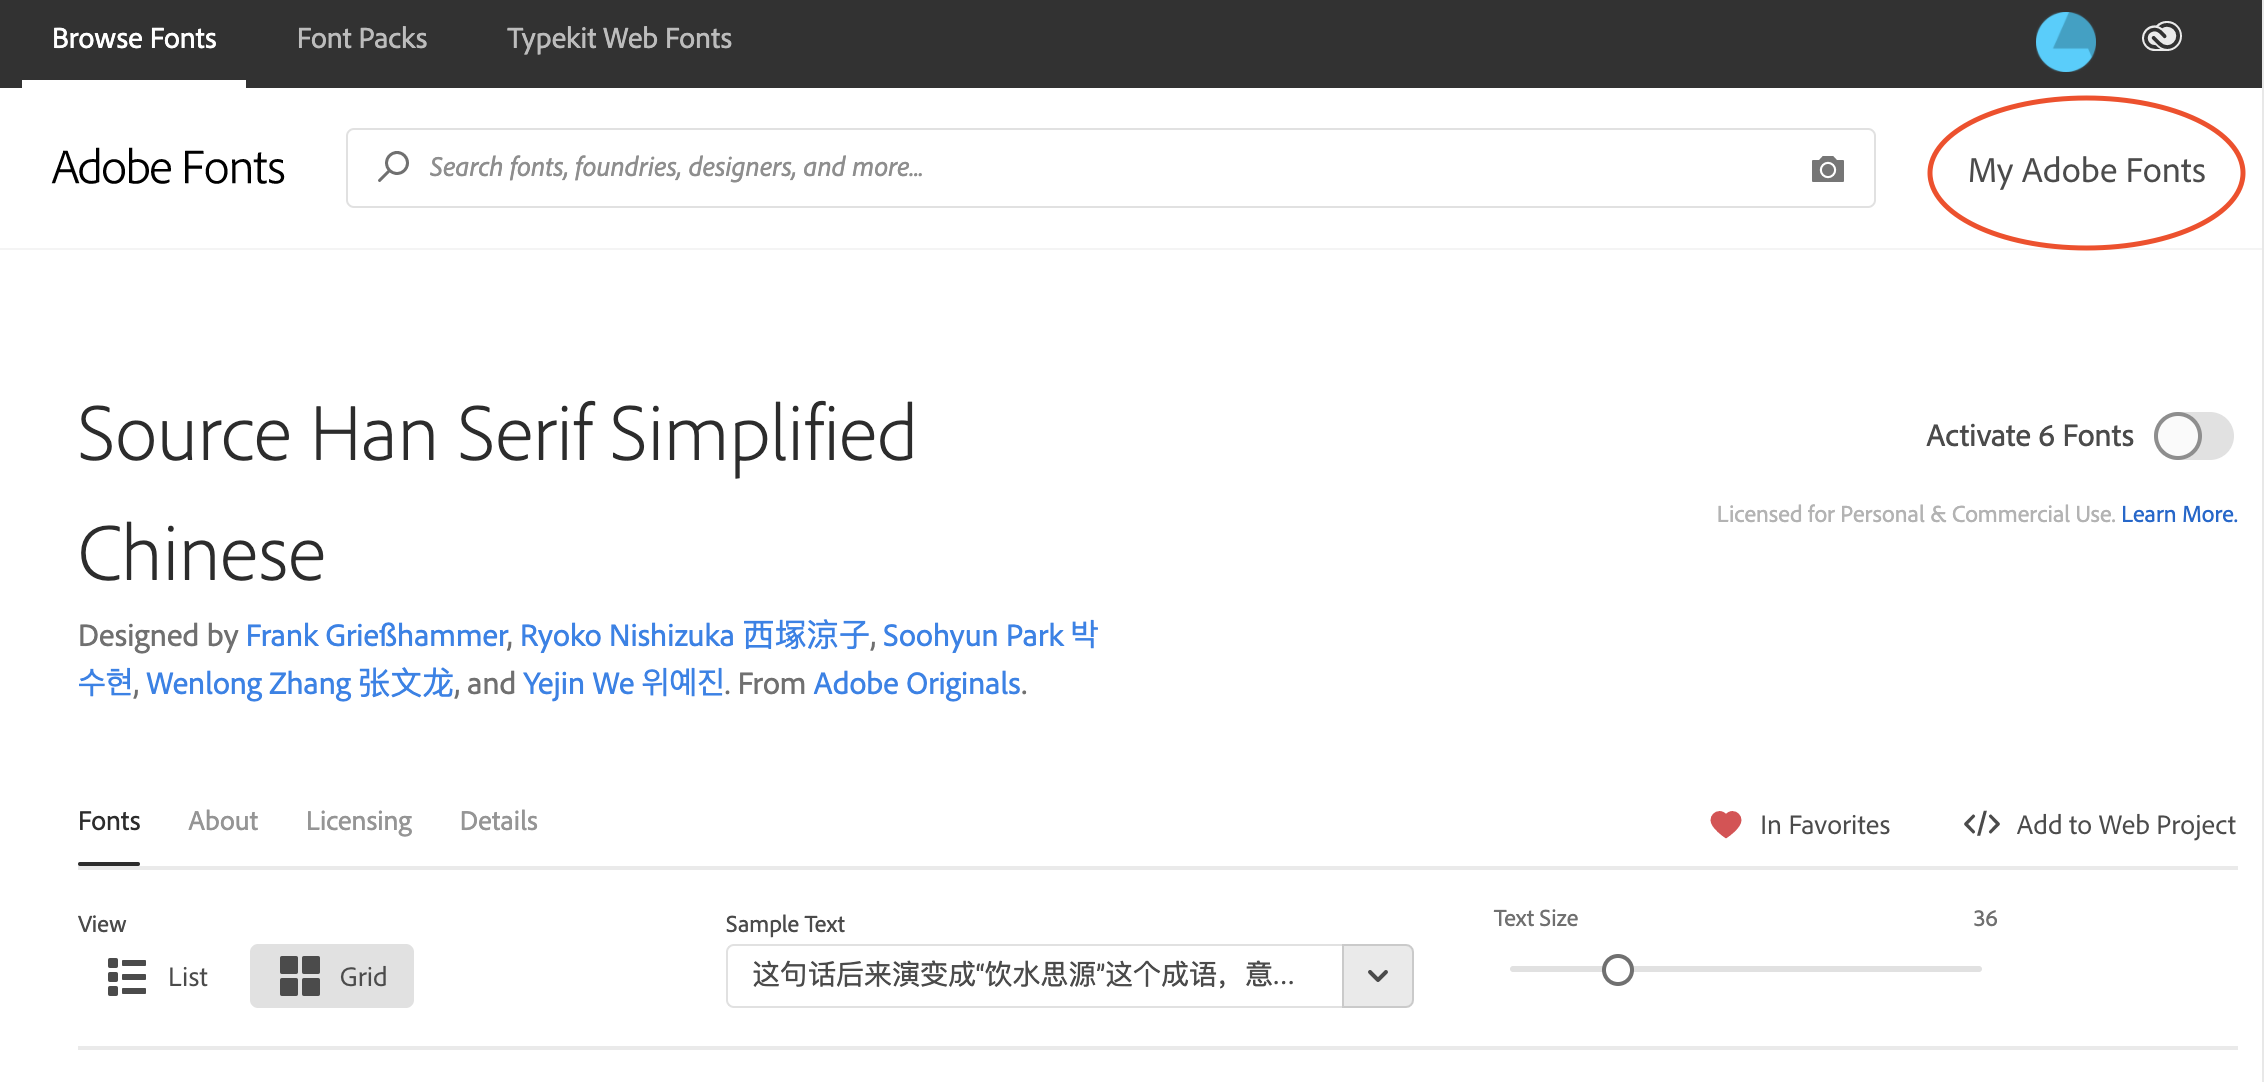 Browse Fonts Font Packs Typekit Web Fonts
Adobe Fonts Search fonts, foundries, designers, and more... My Adobe Fonts
Source Han Serif Simplified
Chinese
Activate 6 Fonts
Licensed for Personal & Commercial Use. Learn More.
Designed by Frank Grießhammer, Ryoko Nishizuka 西塚涼子, Soohyun Park 박
수현, Wenlong Zhang 张文龙, and Yejin We 위예진. From Adobe Originals.
Fonts About Licensing Details In Favorites </> Add to Web Project
View Sample Text Text Size 36
List Grid 这句话后来演变成“饮水思源”这个成语，意...